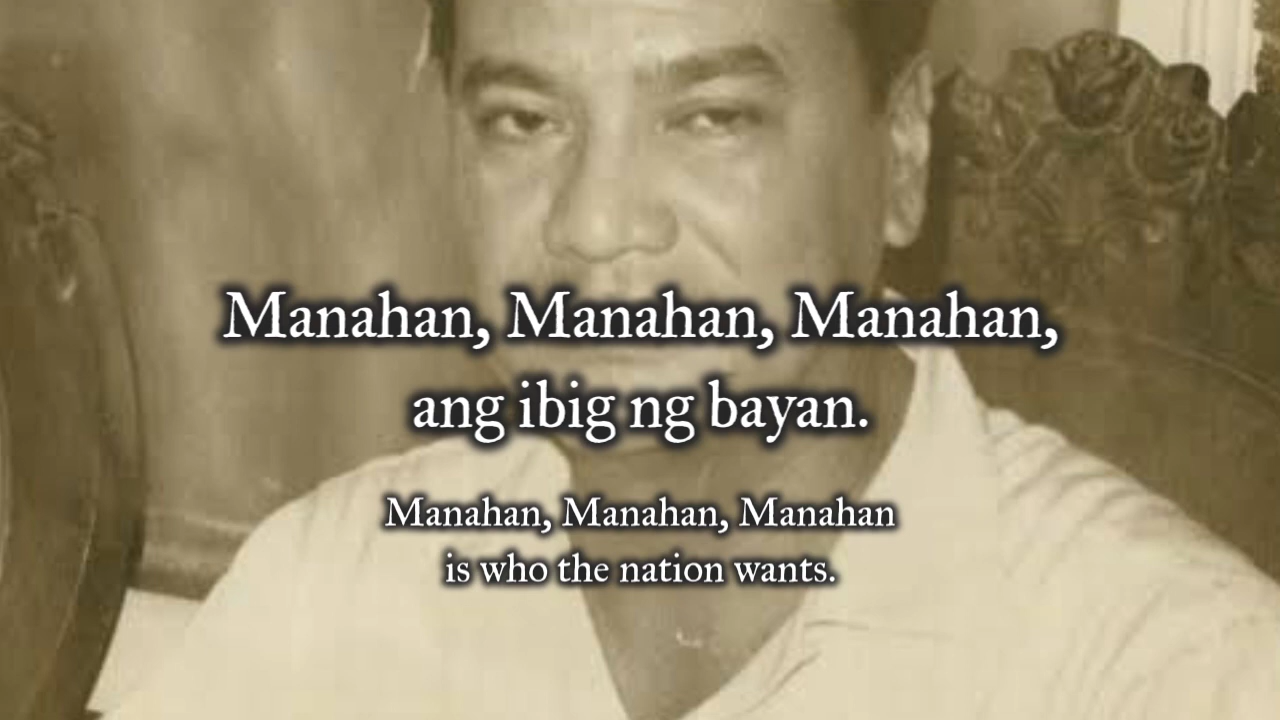 Manahan, Manahan, Manahan,
ang ibig ng bayan.
Manahan, Manahan, Manahan
is who the nation wants.